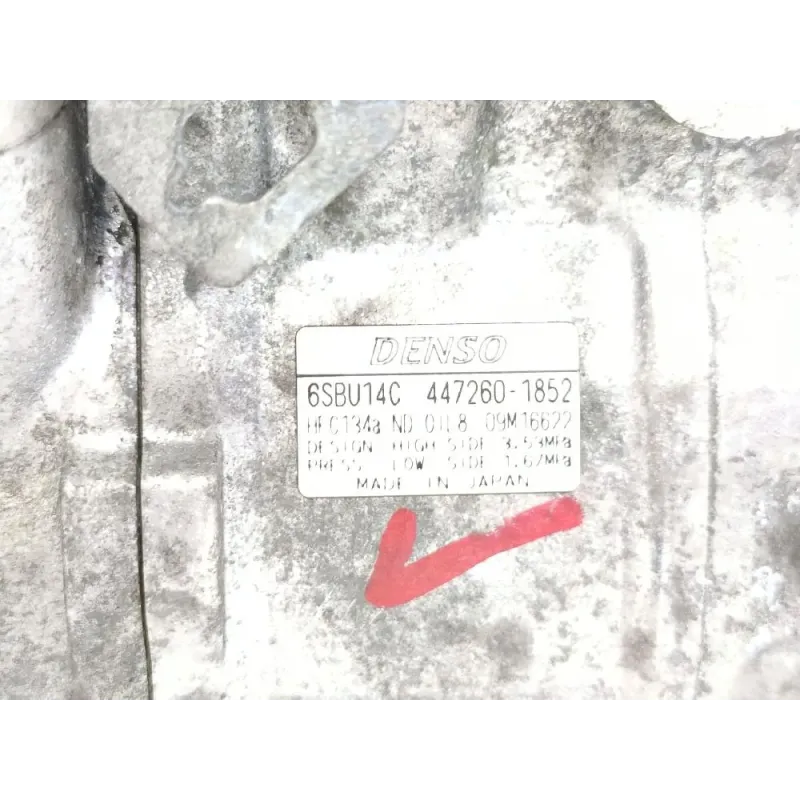 DENSO
6SBU14C 447260-1852
HFC134a ND OIL8 09M16622
DESIGN HIGH SIDE 3.53MPa
PRESS LOW SIDE 1.67MPa
MADE IN JAPAN